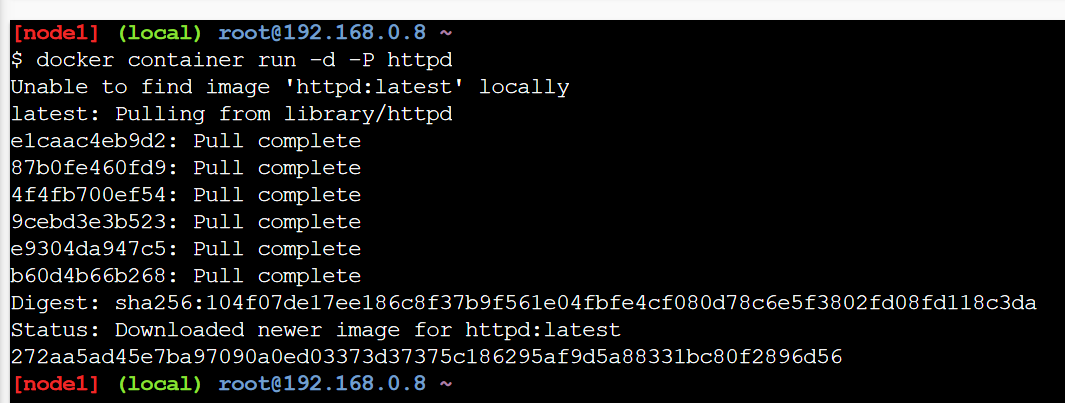 [node1] (local) root@192.168.0.8 ~
$ docker container run -d -P httpd
Unable to find image 'httpd:latest' locally
latest: Pulling from library/httpd
e1caac4eb9d2: Pull complete
87b0fe460fd9: Pull complete
4f4fb700ef54: Pull complete
9cebd3e3b523: Pull complete
e9304da947c5: Pull complete
b60d4b66b268: Pull complete
Digest: sha256:104f07de17ee186c8f37b9f561e04fbfe4cf080d78c6e5f3802fd08fd118c3da
Status: Downloaded newer image for httpd:latest
272aa5ad45e7ba97090a0ed03373d37375c186295af9d5a88331bc80f2896d56
[node1] (local) root@192.168.0.8 ~